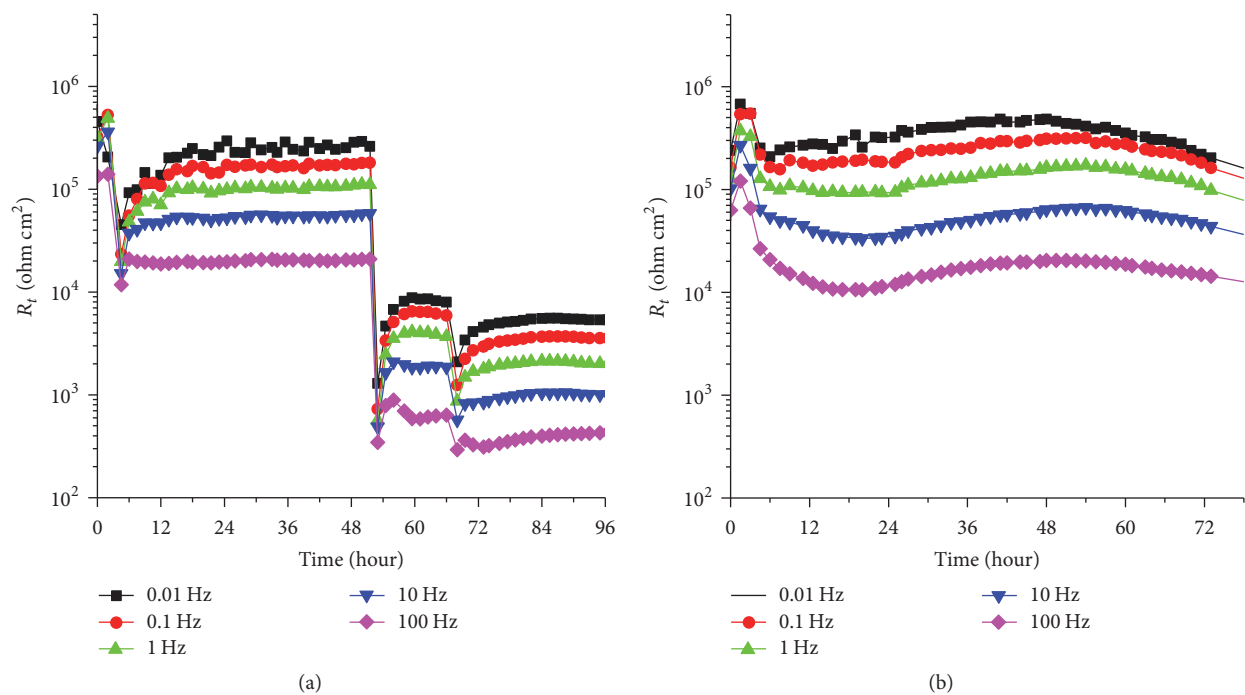 R_t (ohm cm²)
10⁶
10⁵
10⁴
10³
10²
0 12 24 36 48 60 72 84 96
Time (hour)
0.01 Hz
0.1 Hz
1 Hz
10 Hz
100 Hz
(a)
R_t (ohm cm²)
10⁶
10⁵
10⁴
10³
10²
0 12 24 36 48 60 72
Time (hour)
0.01 Hz
0.1 Hz
1 Hz
10 Hz
100 Hz
(b)